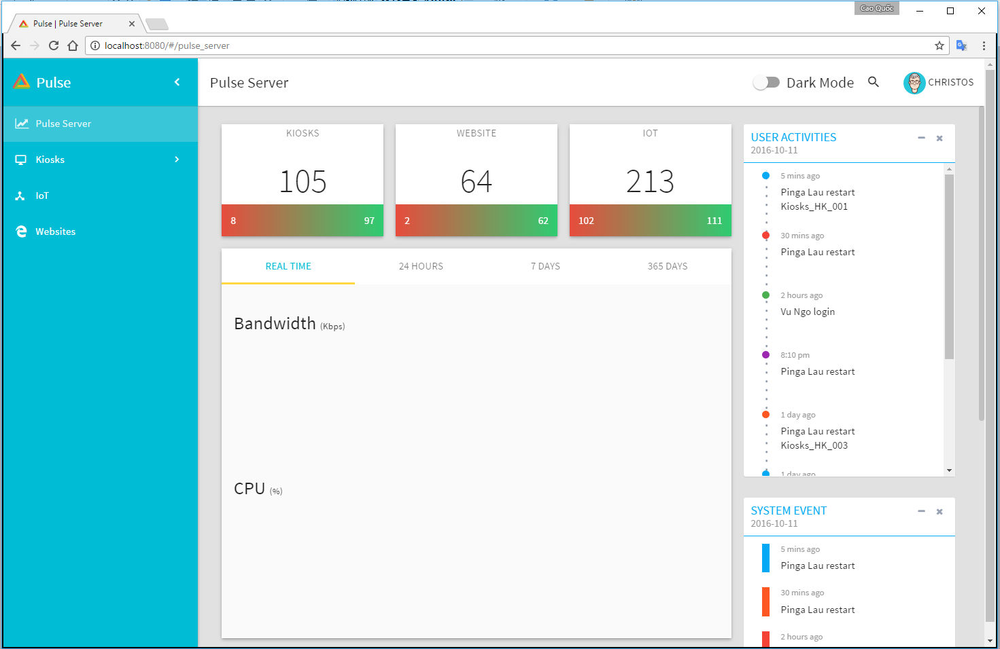 Cao Quốc
Pulse | Pulse Server
localhost:8080/#/pulse_server
Pulse
Pulse Server
Dark Mode
CHRISTOS
Pulse Server
Kiosks
IoT
Websites
KIOSKS
105
8 97
WEBSITE
64
2 62
IOT
213
102 111
REAL TIME 24 HOURS 7 DAYS 365 DAYS
Bandwidth (Kbps)
CPU (%)
USER ACTIVITIES
2016-10-11
5 mins ago
Pinga Lau restart
Kiosks_HK_001
30 mins ago
Pinga Lau restart
2 hours ago
Vu Ngo login
8:10 pm
Pinga Lau restart
1 day ago
Pinga Lau restart
Kiosks_HK_003
1 day ago
SYSTEM EVENT
2016-10-11
5 mins ago
Pinga Lau restart
30 mins ago
Pinga Lau restart
2 hours ago